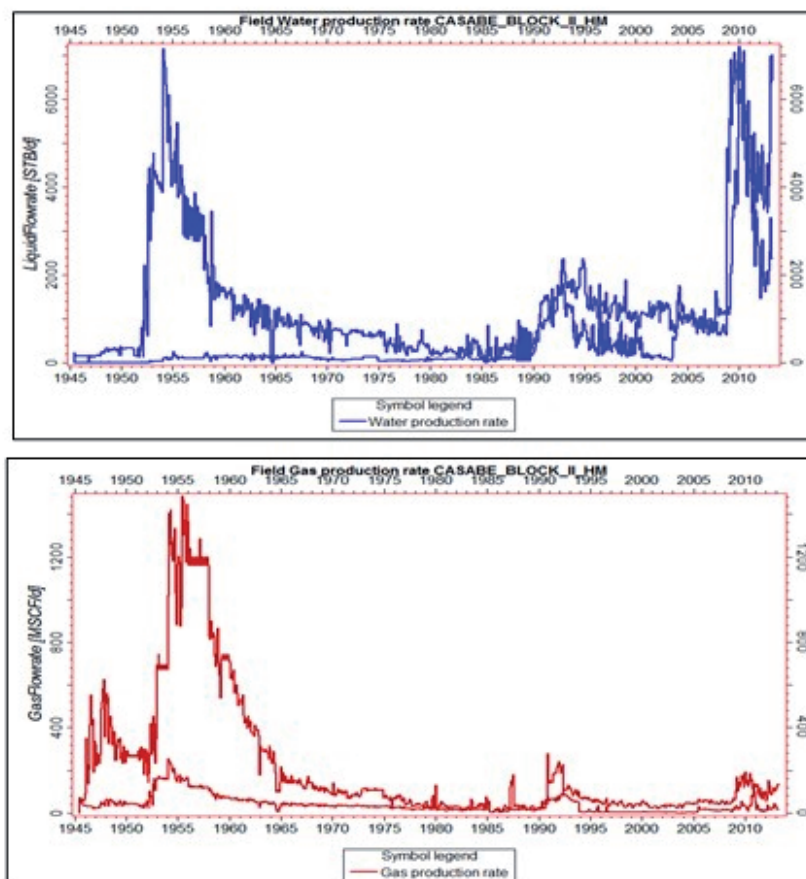 Field Water production rate CASABE_BLOCK_II_HM
1945 1950 1955 1960 1965 1970 1975 1980 1985 1990 1995 2000 2005 2010
LiquidFlowrate [STB/d]
6000 6000
4000 4000
2000 2000
0 0
1945 1950 1955 1960 1965 1970 1975 1980 1985 1990 1995 2000 2005 2010
Symbol legend
Water production rate
Field Gas production rate CASABE_BLOCK_II_HM
1945 1950 1955 1960 1965 1970 1975 1980 1985 1990 1995 2000 2005 2010
GasFlowrate [MSCF/d]
1200 1200
800 800
400 400
0 0
1945 1950 1955 1960 1965 1970 1975 1980 1985 1990 1995 2000 2005 2010
Symbol legend
Gas production rate